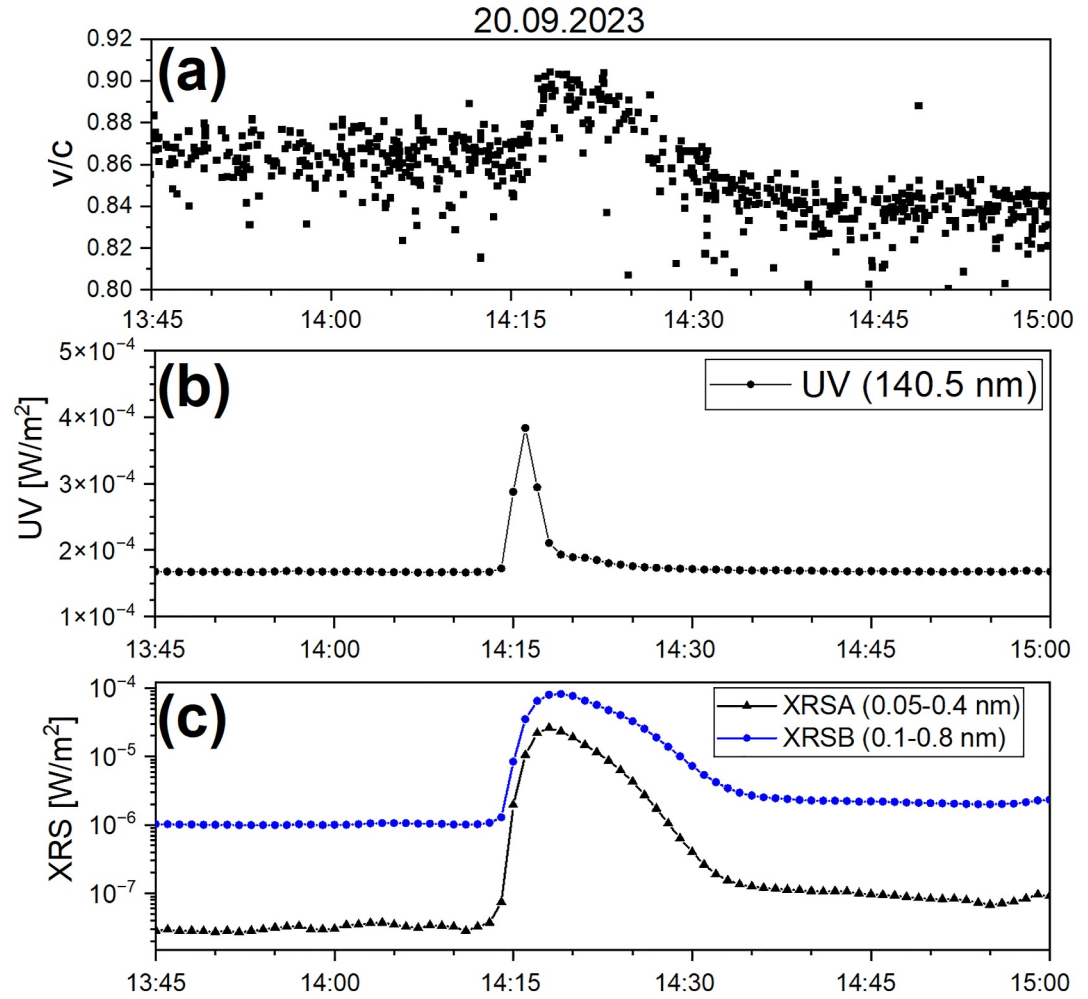 20.09.2023
(a)
v/c
0.92
0.90
0.88
0.86
0.84
0.82
0.80
13:45 14:00 14:15 14:30 14:45 15:00
(b)
UV (140.5 nm)
UV [W/m²]
5×10⁻⁴
4×10⁻⁴
3×10⁻⁴
2×10⁻⁴
1×10⁻⁴
13:45 14:00 14:15 14:30 14:45 15:00
(c)
XRSA (0.05-0.4 nm)
XRSB (0.1-0.8 nm)
XRS [W/m²]
10⁻⁴
10⁻⁵
10⁻⁶
10⁻⁷
13:45 14:00 14:15 14:30 14:45 15:00